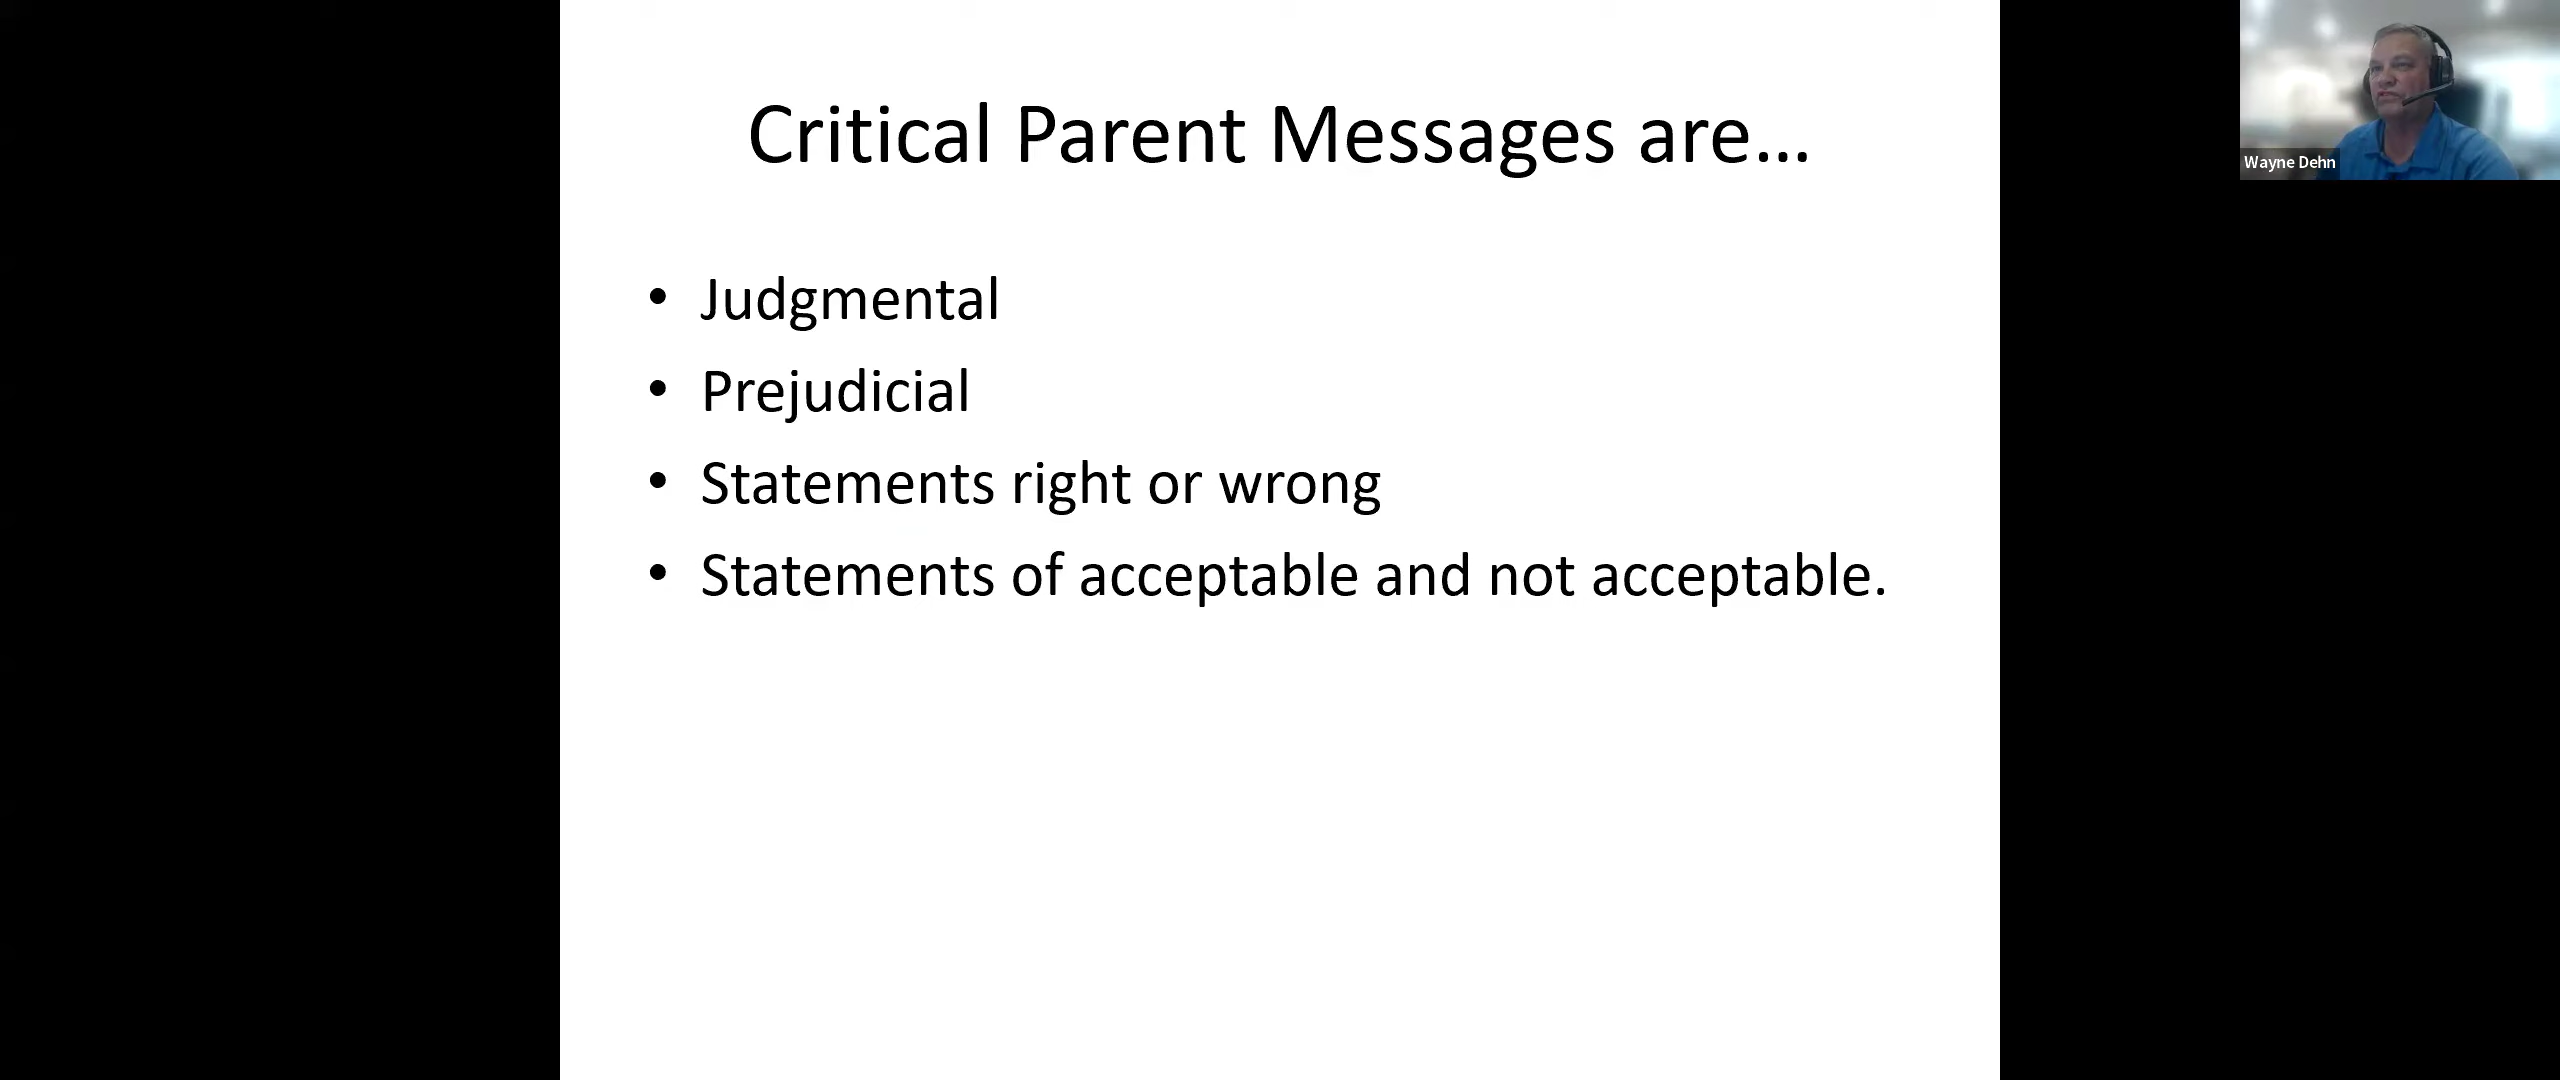 Critical Parent Messages are...
• Judgmental
• Prejudicial
• Statements right or wrong
• Statements of acceptable and not acceptable.
Wayne Dehn